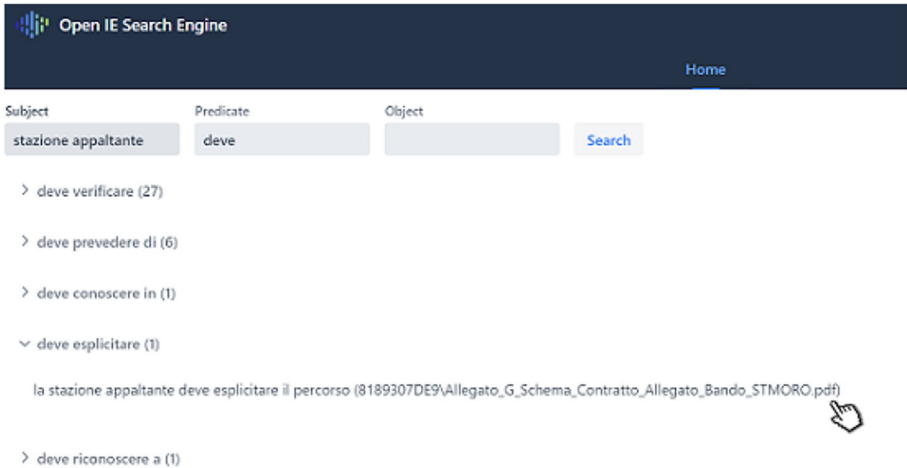 Open IE Search Engine
Home
Subject Predicate Object
stazione appaltante deve Search
deve verificare (27)
deve prevedere di (6)
deve conoscere in (1)
deve esplicitare (1)
la stazione appaltante deve esplicitare il percorso (8189307DE9\Allegato_G_Schema_Contratto_Allegato_Bando_STMORO.pdf)
deve riconoscere a (1)